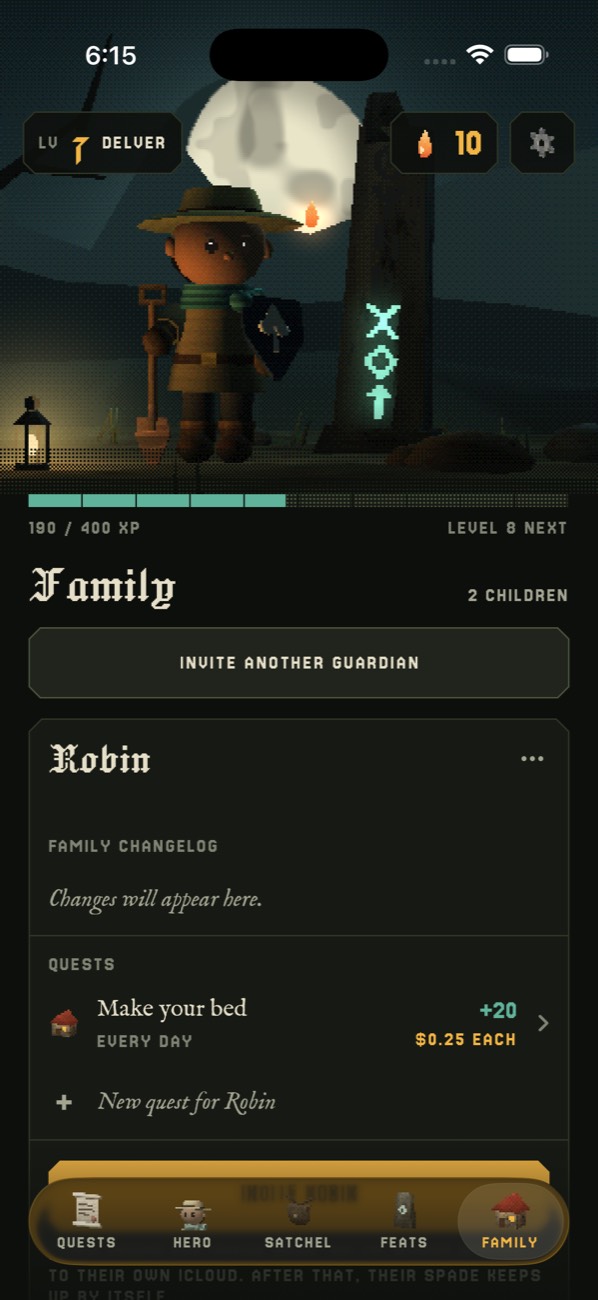 6:15
LV 7 DELVER
10
190 / 400 XP
LEVEL 8 NEXT
Family
2 CHILDREN
INVITE ANOTHER GUARDIAN
Robin
FAMILY CHANGELOG
Changes will appear here.
QUESTS
Make your bed
+20
EVERY DAY
$0.25 EACH
New quest for Robin
INVITE ROBIN
QUESTS
HERO
SATCHEL
FEATS
FAMILY
TO THEIR OWN ICLOUD. AFTER THAT, THEIR SPADE KEEPS
UP BY ITSELF